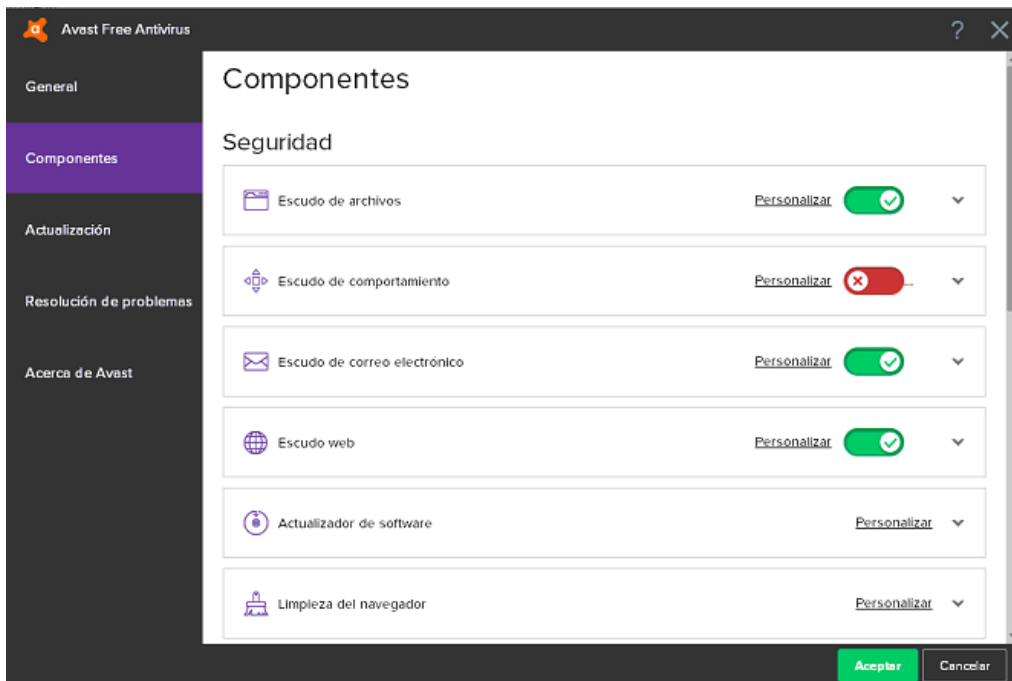 Avast Free Antivirus
?
General
Componentes
Actualización
Resolución de problemas
Acerca de Avast
Componentes
Seguridad
Escudo de archivos Personalizar
Escudo de comportamiento Personalizar ...
Escudo de correo electrónico Personalizar
Escudo web Personalizar
Actualizador de software Personalizar
Limpieza del navegador Personalizar
Aceptar Cancelar